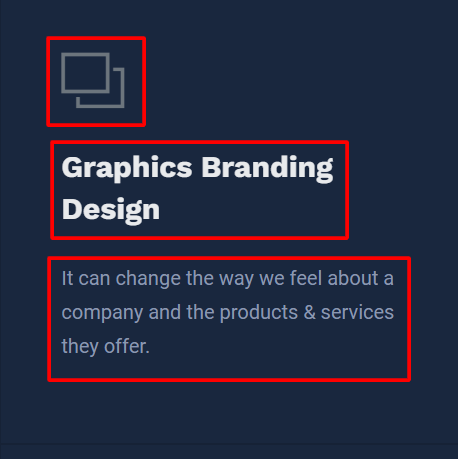 Graphics Branding
Design
It can change the way we feel about a
company and the products & services
they offer.